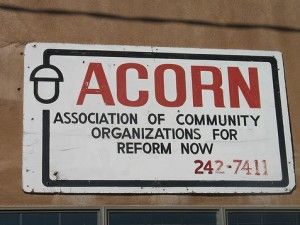 ACORN
ASSOCIATION OF COMMUNITY
ORGANIZATIONS FOR
REFORM NOW
242-7411